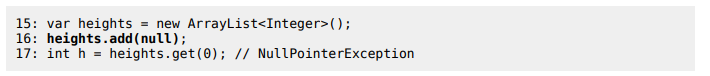 15: var heights = new ArrayList<Integer>();
16: heights.add(null);
17: int h = heights.get(0); // NullPointerException